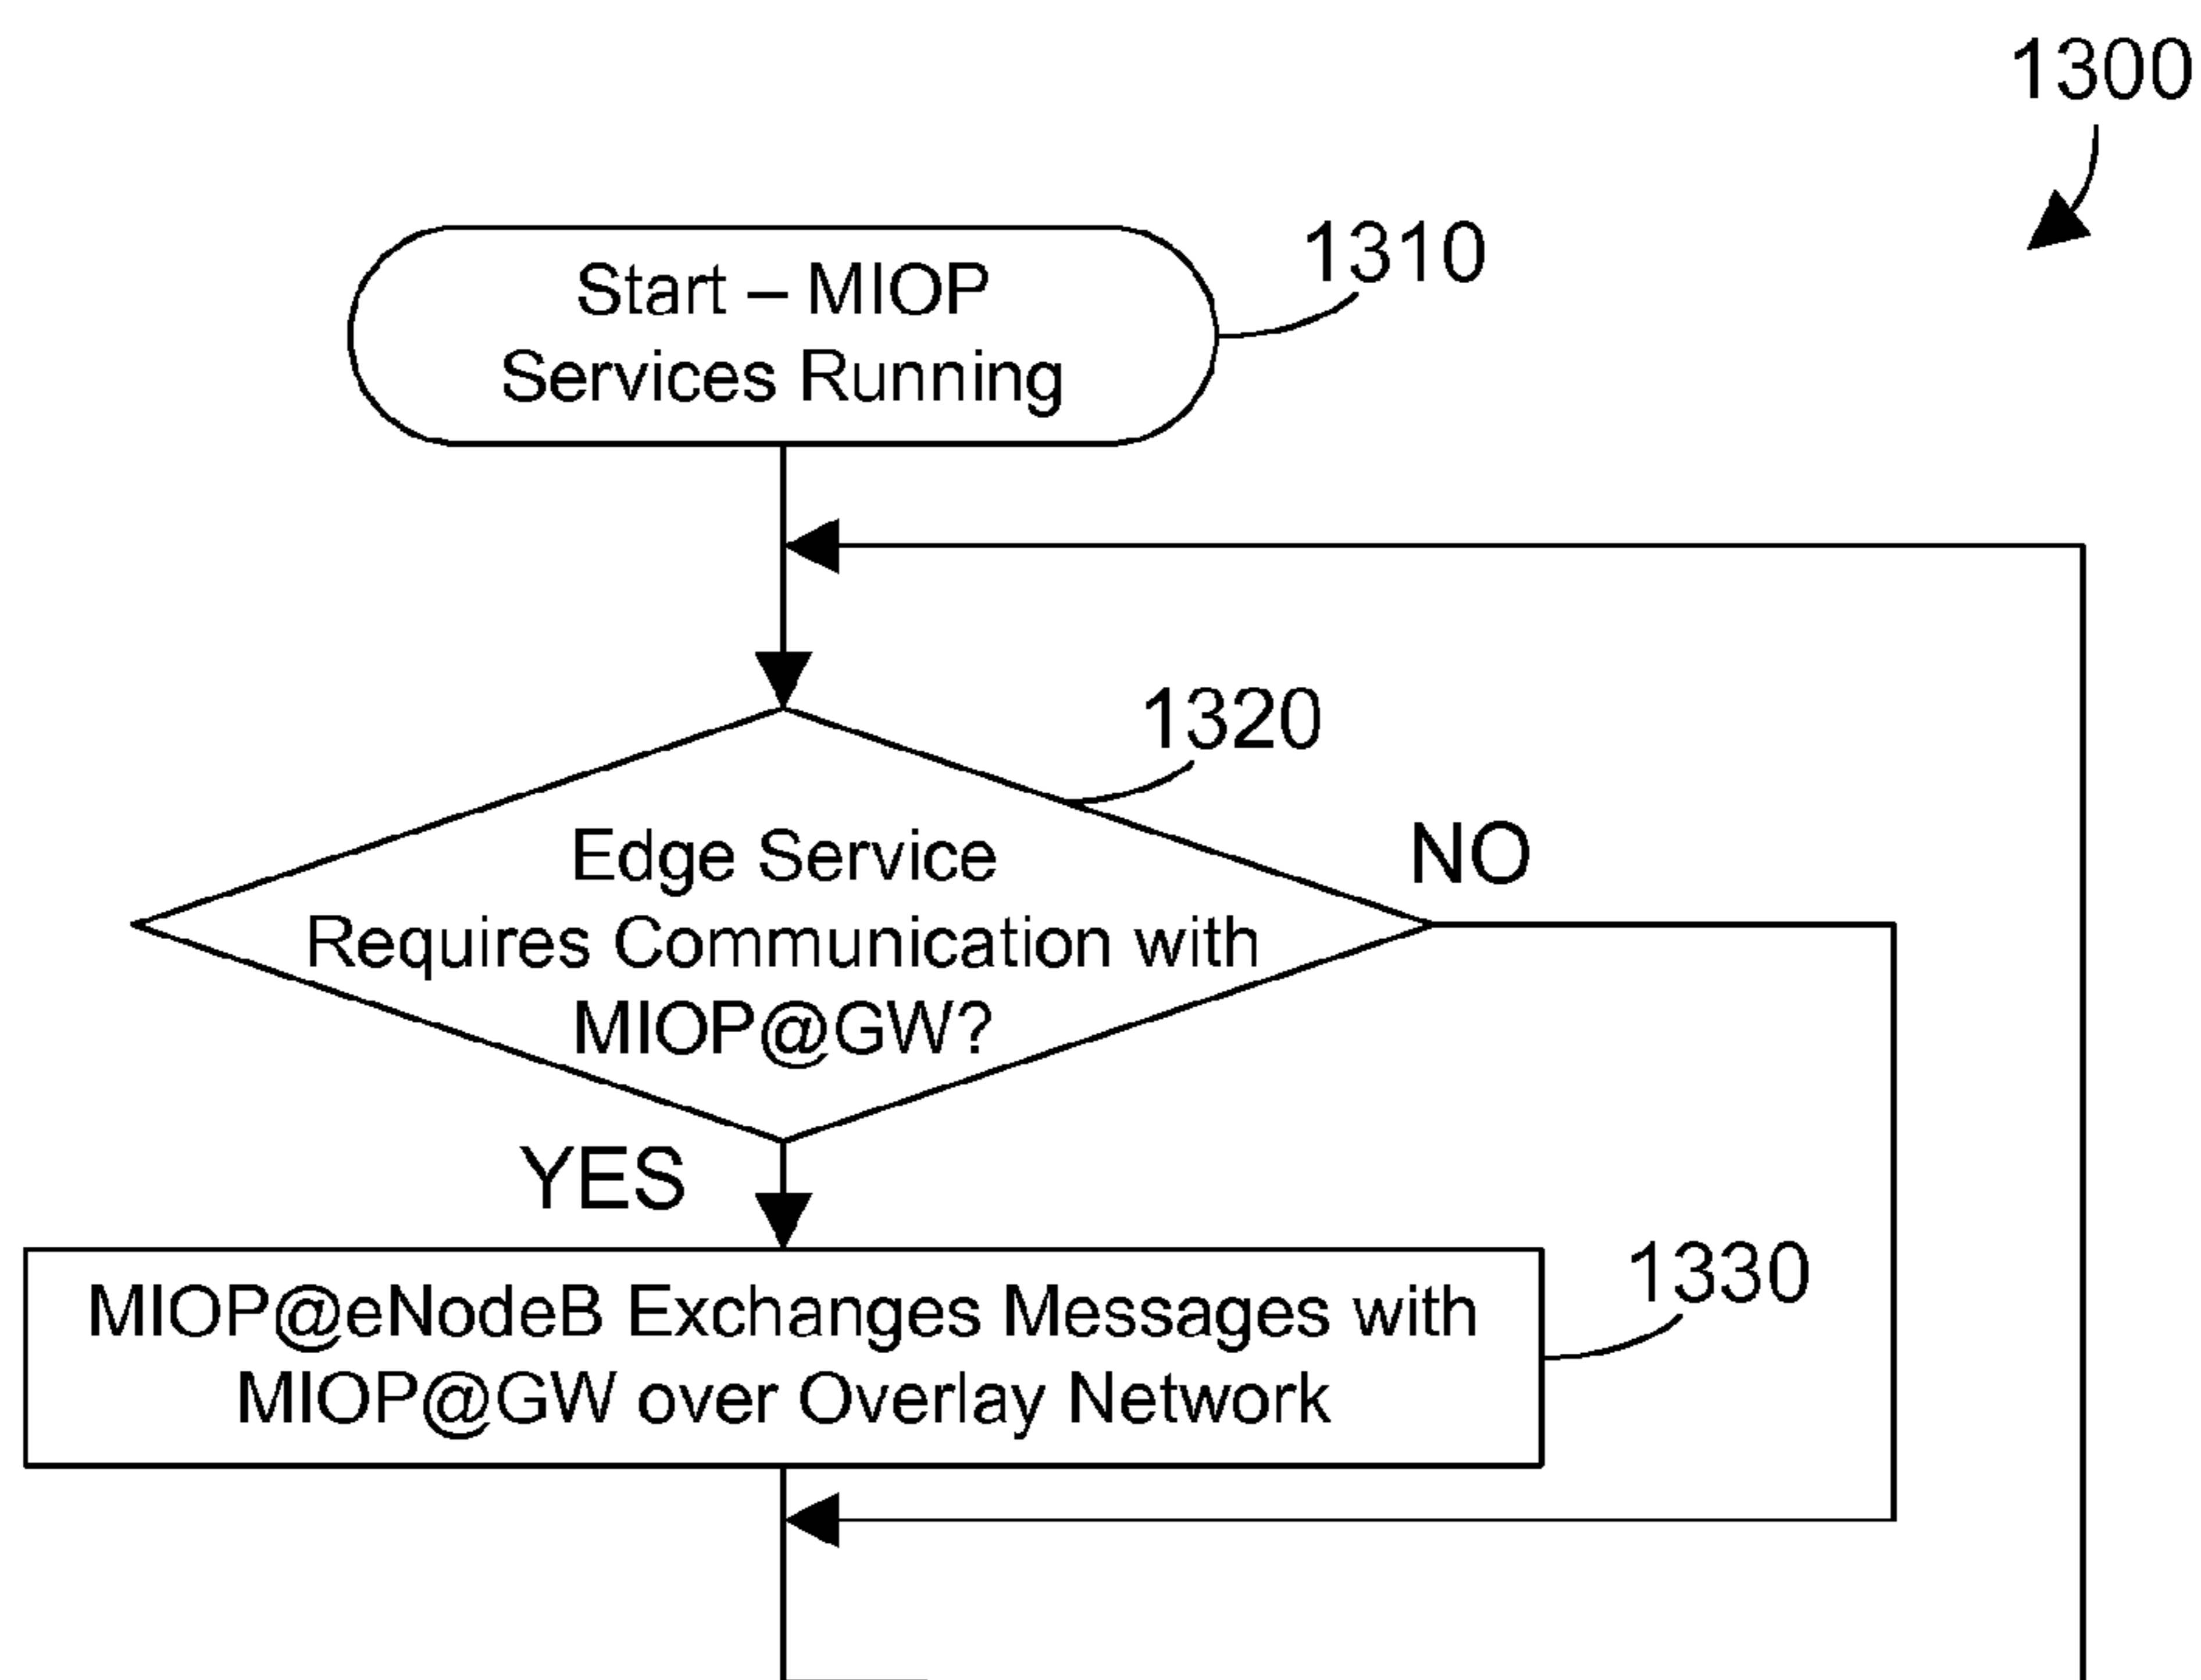 1300
1310
Start – MIOP
Services Running
1320
Edge Service
Requires Communication with
MIOP@GW?
NO
YES
1330
MIOP@eNodeB Exchanges Messages with
MIOP@GW over Overlay Network